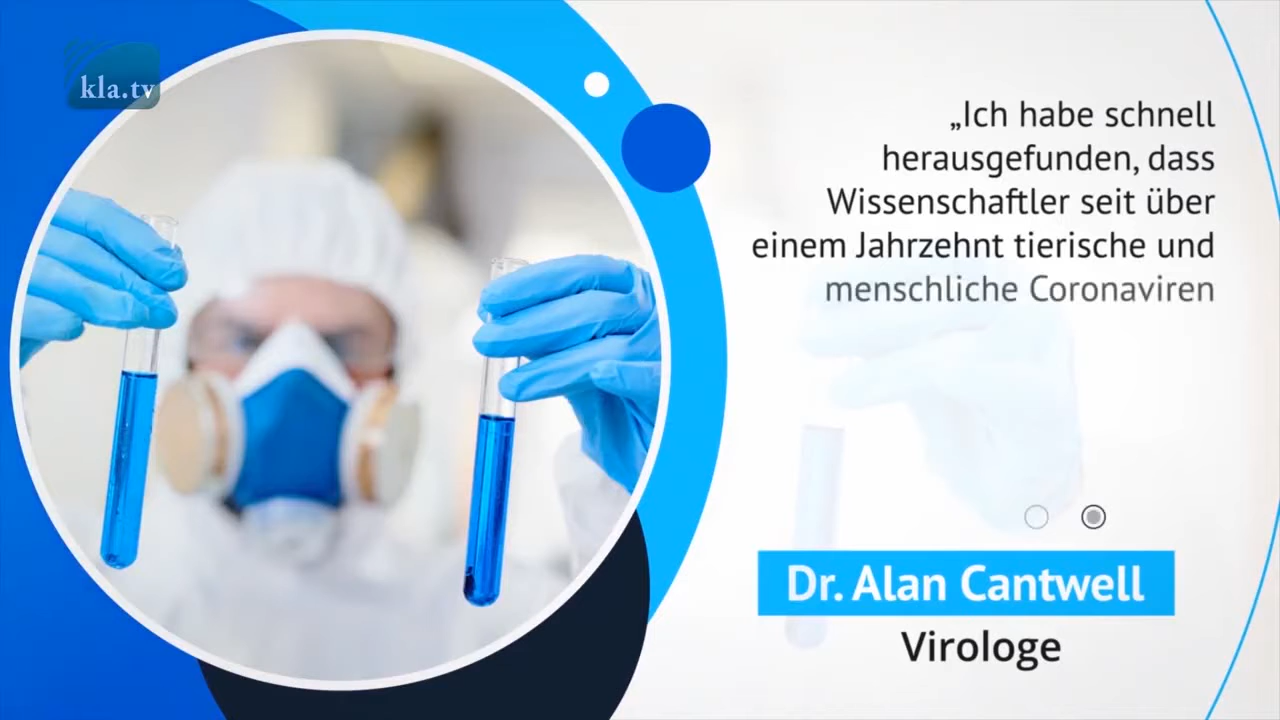 kla.tv
„Ich habe schnell
herausgefunden, dass
Wissenschaftler seit über
einem Jahrzehnt tierische und
menschliche Coronaviren
Dr. Alan Cantwell
Virologe